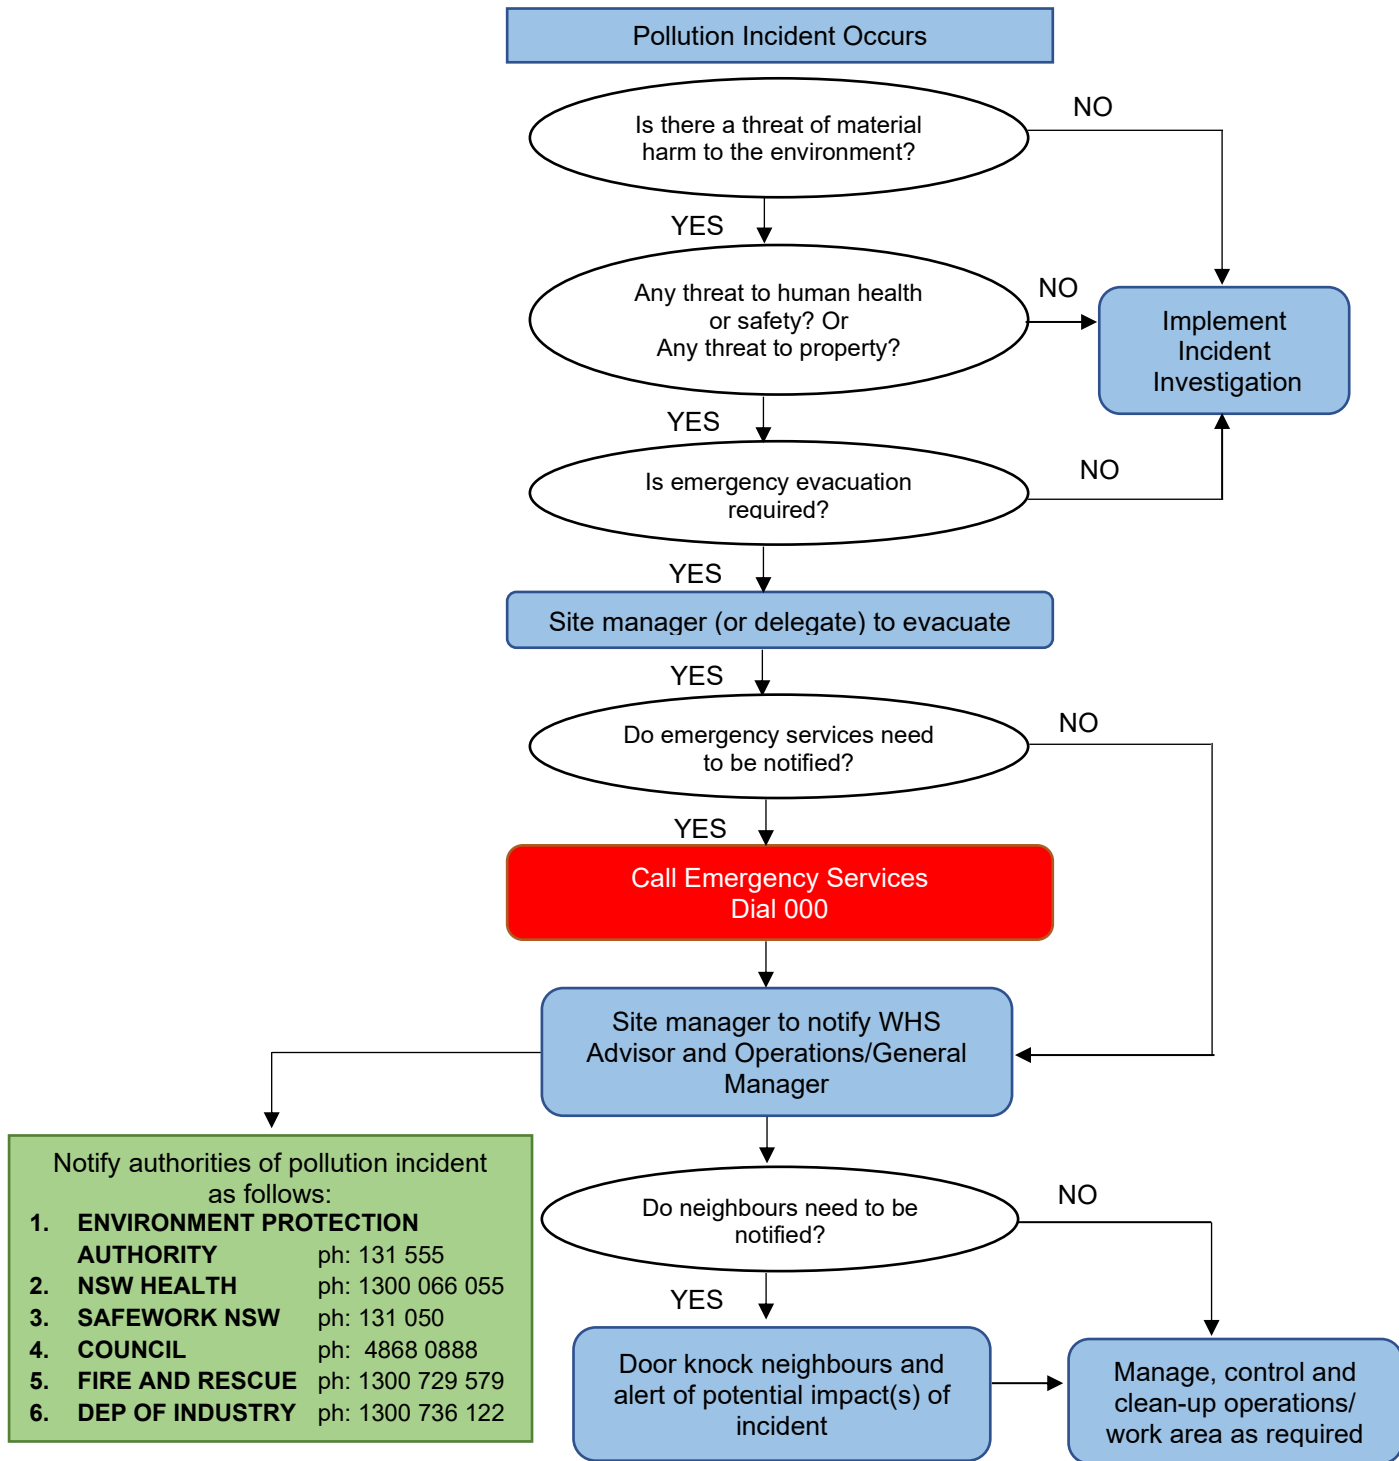 Pollution Incident Occurs
Is there a threat of material
harm to the environment?
NO
YES
Any threat to human health
or safety? Or
Any threat to property?
NO
Implement
Incident
Investigation
YES
Is emergency evacuation
required?
NO
YES
Site manager (or delegate) to evacuate
YES
Do emergency services need
to be notified?
NO
YES
Call Emergency Services
Dial 000
Site manager to notify WHS
Advisor and Operations/General
Manager
Notify authorities of pollution incident
as follows:
1. ENVIRONMENT PROTECTION
AUTHORITY ph: 131 555
2. NSW HEALTH ph: 1300 066 055
3. SAFEWORK NSW ph: 131 050
4. COUNCIL ph: 4868 0888
5. FIRE AND RESCUE ph: 1300 729 579
6. DEP OF INDUSTRY ph: 1300 736 122
Do neighbours need to be
notified?
NO
YES
Door knock neighbours and
alert of potential impact(s) of
incident
Manage, control and
clean-up operations/
work area as required